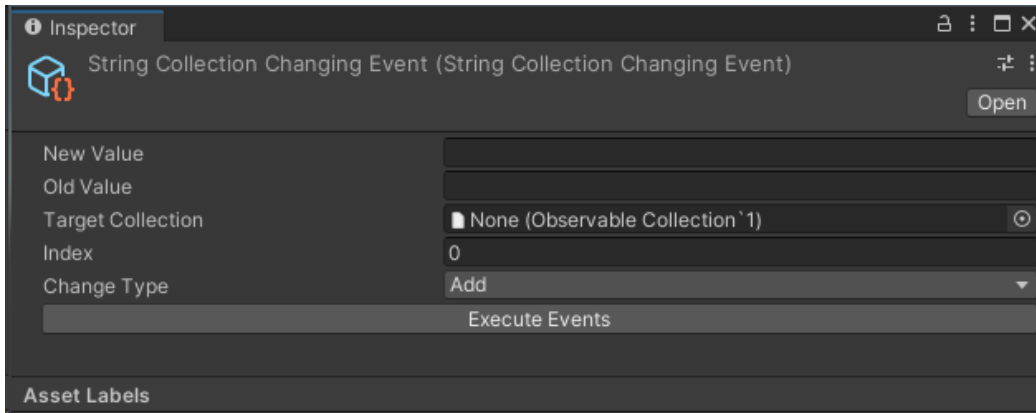 Inspector
String Collection Changing Event (String Collection Changing Event)
Open
New Value
Old Value
Target Collection None (Observable Collection`1)
Index 0
Change Type Add
Execute Events
Asset Labels